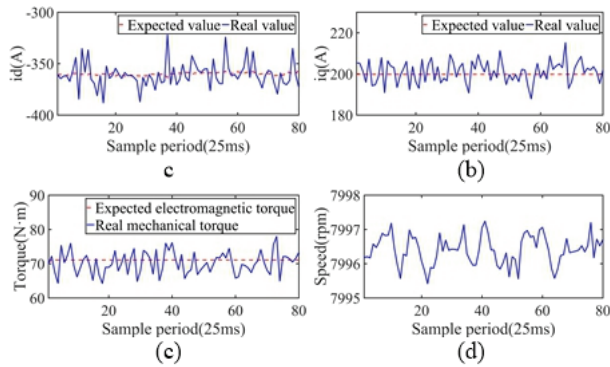 -300
Expected value Real value
-350
-400
id(A)
20 40 60 80
Sample period(25ms)
c
220
Expected value Real value
200
180
iq(A)
20 40 60 80
Sample period(25ms)
(b)
90
Expected electromagnetic torque
Real mechanical torque
80
70
60
Torque(N·m)
20 40 60 80
Sample period(25ms)
(c)
7998
7997
7996
7995
Speed(rpm)
20 40 60 80
Sample period(25ms)
(d)